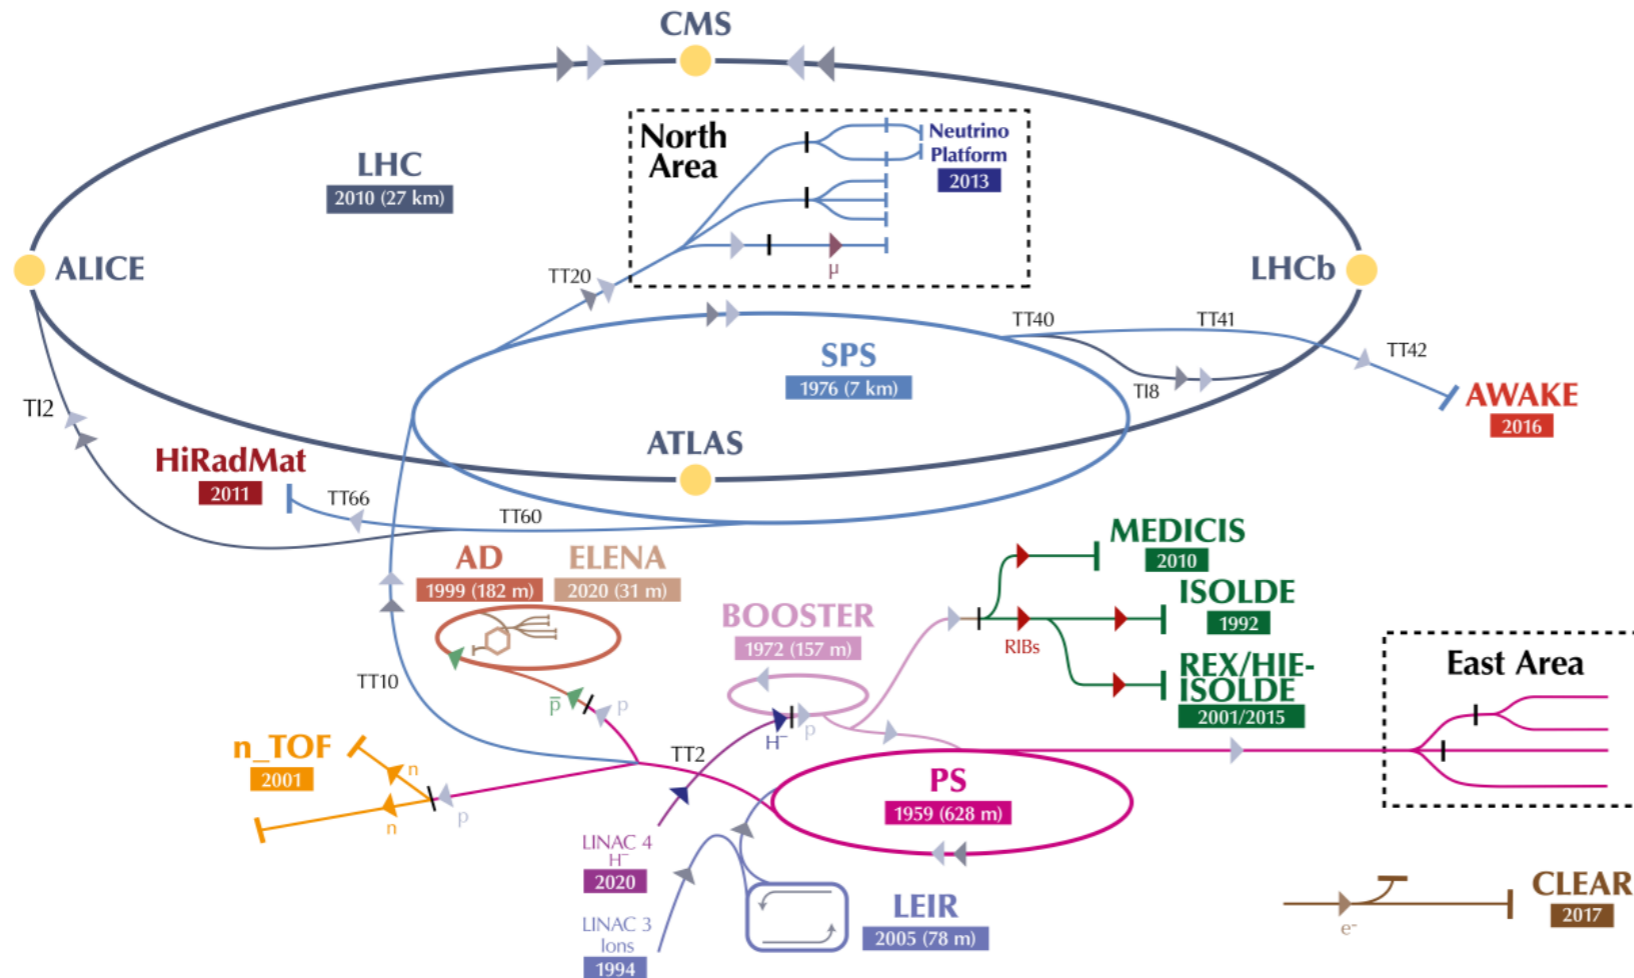 CMS
North
Area
Neutrino
Platform
2013
LHC
2010 (27 km)
μ
ALICE
LHCb
TT20
TT40
TT41
TT42
SPS
1976 (7 km)
TI8
TI2
AWAKE
2016
ATLAS
HiRadMat
2011
TT66
TT60
AD
1999 (182 m)
ELENA
2020 (31 m)
MEDICIS
2010
ISOLDE
1992
BOOSTER
1972 (157 m)
RIBs
REX/HIE-
ISOLDE
2001/2015
East Area
TT10
p̅
p
H⁻
p
TT2
n_TOF
2001
n
n
p
PS
1959 (628 m)
LINAC 4
H⁻
2020
LINAC 3
Ions
1994
LEIR
2005 (78 m)
CLEAR
2017
e⁻